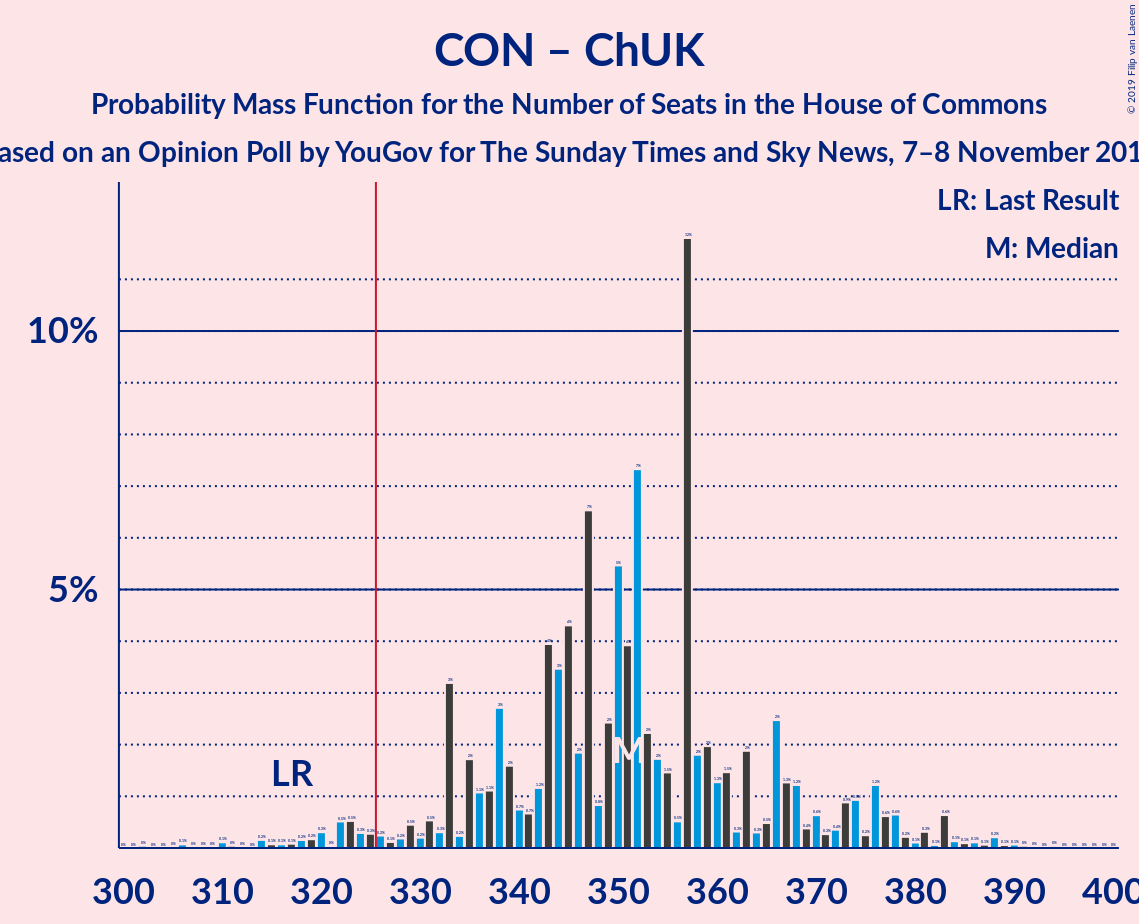 CON – ChUK
Probability Mass Function for the Number of Seats in the House of Commons
ased on an Opinion Poll by YouGov for The Sunday Times and Sky News, 7–8 November 201
© 2019 Filip van Laenen
LR: Last Result
M: Median
10%
5%
LR
M
300 310 320 330 340 350 360 370 380 390 400